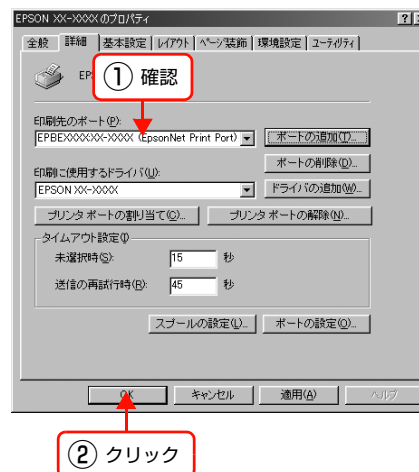 EPSON XX-XXXX のプロパティ
全般 詳細 基本設定 レイアウト ページ装飾 環境設定 ユーティリティ
EP
① 確認
印刷先のポート(P):
EPBEXXXXXX-XXXX (EpsonNet Print Port)
ポートの追加(T)...
ポートの削除(D)...
印刷に使用するドライバ(U):
EPSON XX-XXXX
ドライバの追加(W)...
プリンタ ポートの割り当て(C)... プリンタ ポートの解除(N)...
タイムアウト設定①
未選択時(S): 15 秒
送信の再試行時(R): 45 秒
スプールの設定(L)... ポートの設定(O)...
OK キャンセル 適用(A) ヘルプ
② クリック